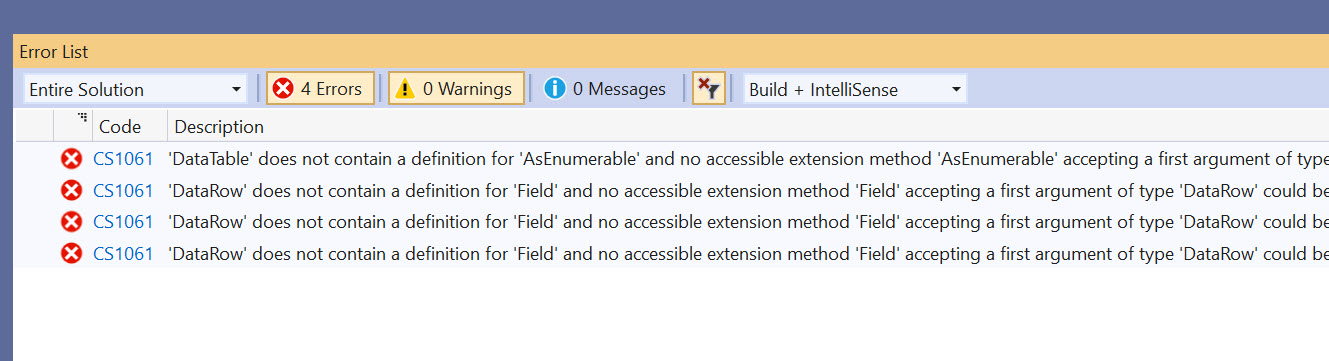 Error List
Entire Solution 4 Errors 0 Warnings 0 Messages Build + IntelliSense
Code Description
CS1061 'DataTable' does not contain a definition for 'AsEnumerable' and no accessible extension method 'AsEnumerable' accepting a first argument of type
CS1061 'DataRow' does not contain a definition for 'Field' and no accessible extension method 'Field' accepting a first argument of type 'DataRow' could be
CS1061 'DataRow' does not contain a definition for 'Field' and no accessible extension method 'Field' accepting a first argument of type 'DataRow' could be
CS1061 'DataRow' does not contain a definition for 'Field' and no accessible extension method 'Field' accepting a first argument of type 'DataRow' could be